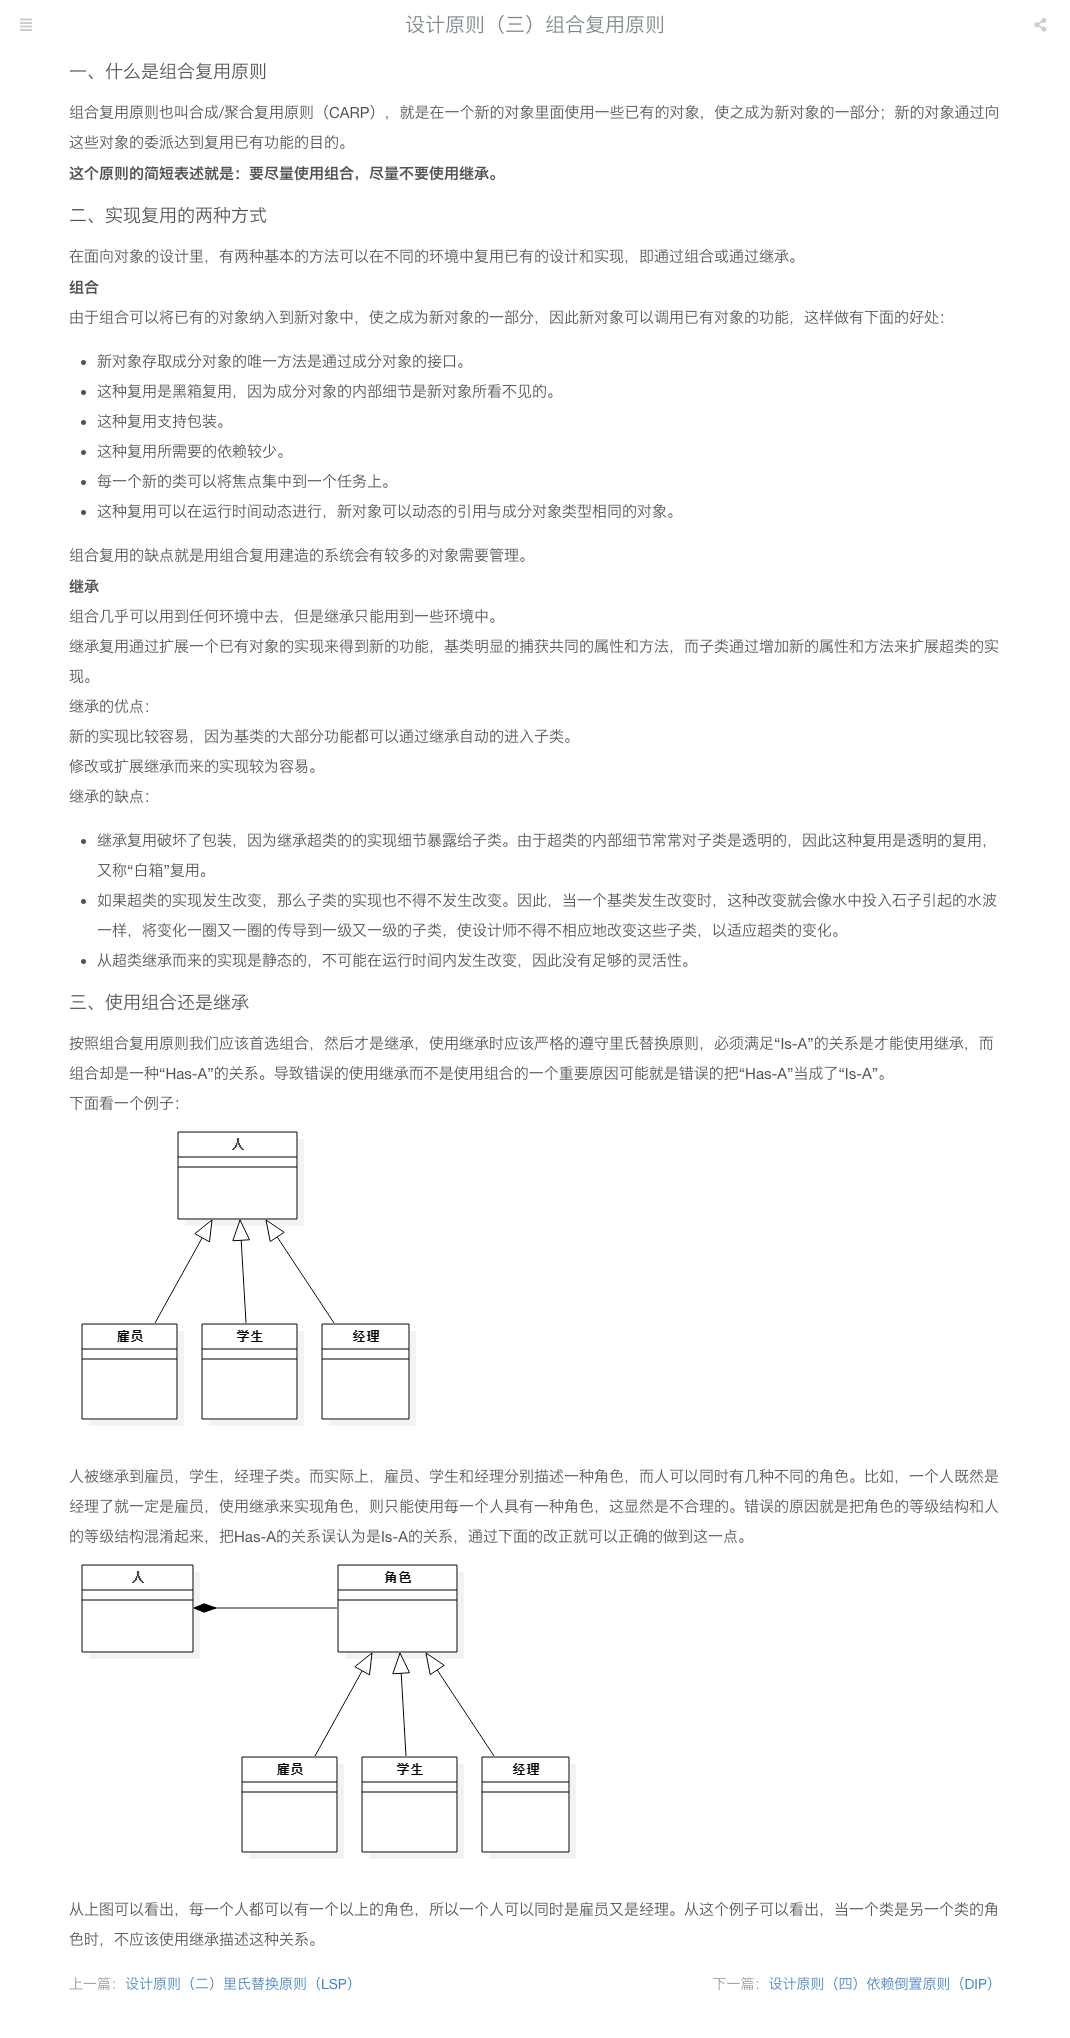 设计原则（三）组合复用原则
一、什么是组合复用原则
组合复用原则也叫合成/聚合复用原则（CARP），就是在一个新的对象里面使用一些已有的对象，使之成为新对象的一部分；新的对象通过向
这些对象的委派达到复用已有功能的目的。
这个原则的简短表述就是：要尽量使用组合，尽量不要使用继承。
二、实现复用的两种方式
在面向对象的设计里，有两种基本的方法可以在不同的环境中复用已有的设计和实现，即通过组合或通过继承。
组合
由于组合可以将已有的对象纳入到新对象中，使之成为新对象的一部分，因此新对象可以调用已有对象的功能，这样做有下面的好处：
• 新对象存取成分对象的唯一方法是通过成分对象的接口。
• 这种复用是黑箱复用，因为成分对象的内部细节是新对象所看不见的。
• 这种复用支持包装。
• 这种复用所需要的依赖较少。
• 每一个新的类可以将焦点集中到一个任务上。
• 这种复用可以在运行时间动态进行，新对象可以动态的引用与成分对象类型相同的对象。
组合复用的缺点就是用组合复用建造的系统会有较多的对象需要管理。
继承
组合几乎可以用到任何环境中去，但是继承只能用到一些环境中。
继承复用通过扩展一个已有对象的实现来得到新的功能，基类明显的捕获共同的属性和方法，而子类通过增加新的属性和方法来扩展超类的实
现。
继承的优点：
新的实现比较容易，因为基类的大部分功能都可以通过继承自动的进入子类。
修改或扩展继承而来的实现较为容易。
继承的缺点：
• 继承复用破坏了包装，因为继承超类的的实现细节暴露给子类。由于超类的内部细节常常对子类是透明的，因此这种复用是透明的复用，
又称“白箱”复用。
• 如果超类的实现发生改变，那么子类的实现也不得不发生改变。因此，当一个基类发生改变时，这种改变就会像水中投入石子引起的水波
一样，将变化一圈又一圈的传导到一级又一级的子类，使设计师不得不相应地改变这些子类，以适应超类的变化。
• 从超类继承而来的实现是静态的，不可能在运行时间内发生改变，因此没有足够的灵活性。
三、使用组合还是继承
按照组合复用原则我们应该首选组合，然后才是继承，使用继承时应该严格的遵守里氏替换原则，必须满足“Is-A”的关系是才能使用继承，而
组合却是一种“Has-A”的关系。导致错误的使用继承而不是使用组合的一个重要原因可能就是错误的把“Has-A”当成了“Is-A”。
下面看一个例子：
人
雇员 学生 经理
人被继承到雇员，学生，经理子类。而实际上，雇员、学生和经理分别描述一种角色，而人可以同时有几种不同的角色。比如，一个人既然是
经理了就一定是雇员，使用继承来实现角色，则只能使用每一个人具有一种角色，这显然是不合理的。错误的原因就是把角色的等级结构和人
的等级结构混淆起来，把Has-A的关系误认为是Is-A的关系，通过下面的改正就可以正确的做到这一点。
人 角色
雇员 学生 经理
从上图可以看出，每一个人都可以有一个以上的角色，所以一个人可以同时是雇员又是经理。从这个例子可以看出，当一个类是另一个类的角
色时，不应该使用继承描述这种关系。
上一篇：设计原则（二）里氏替换原则（LSP） 下一篇：设计原则（四）依赖倒置原则（DIP）